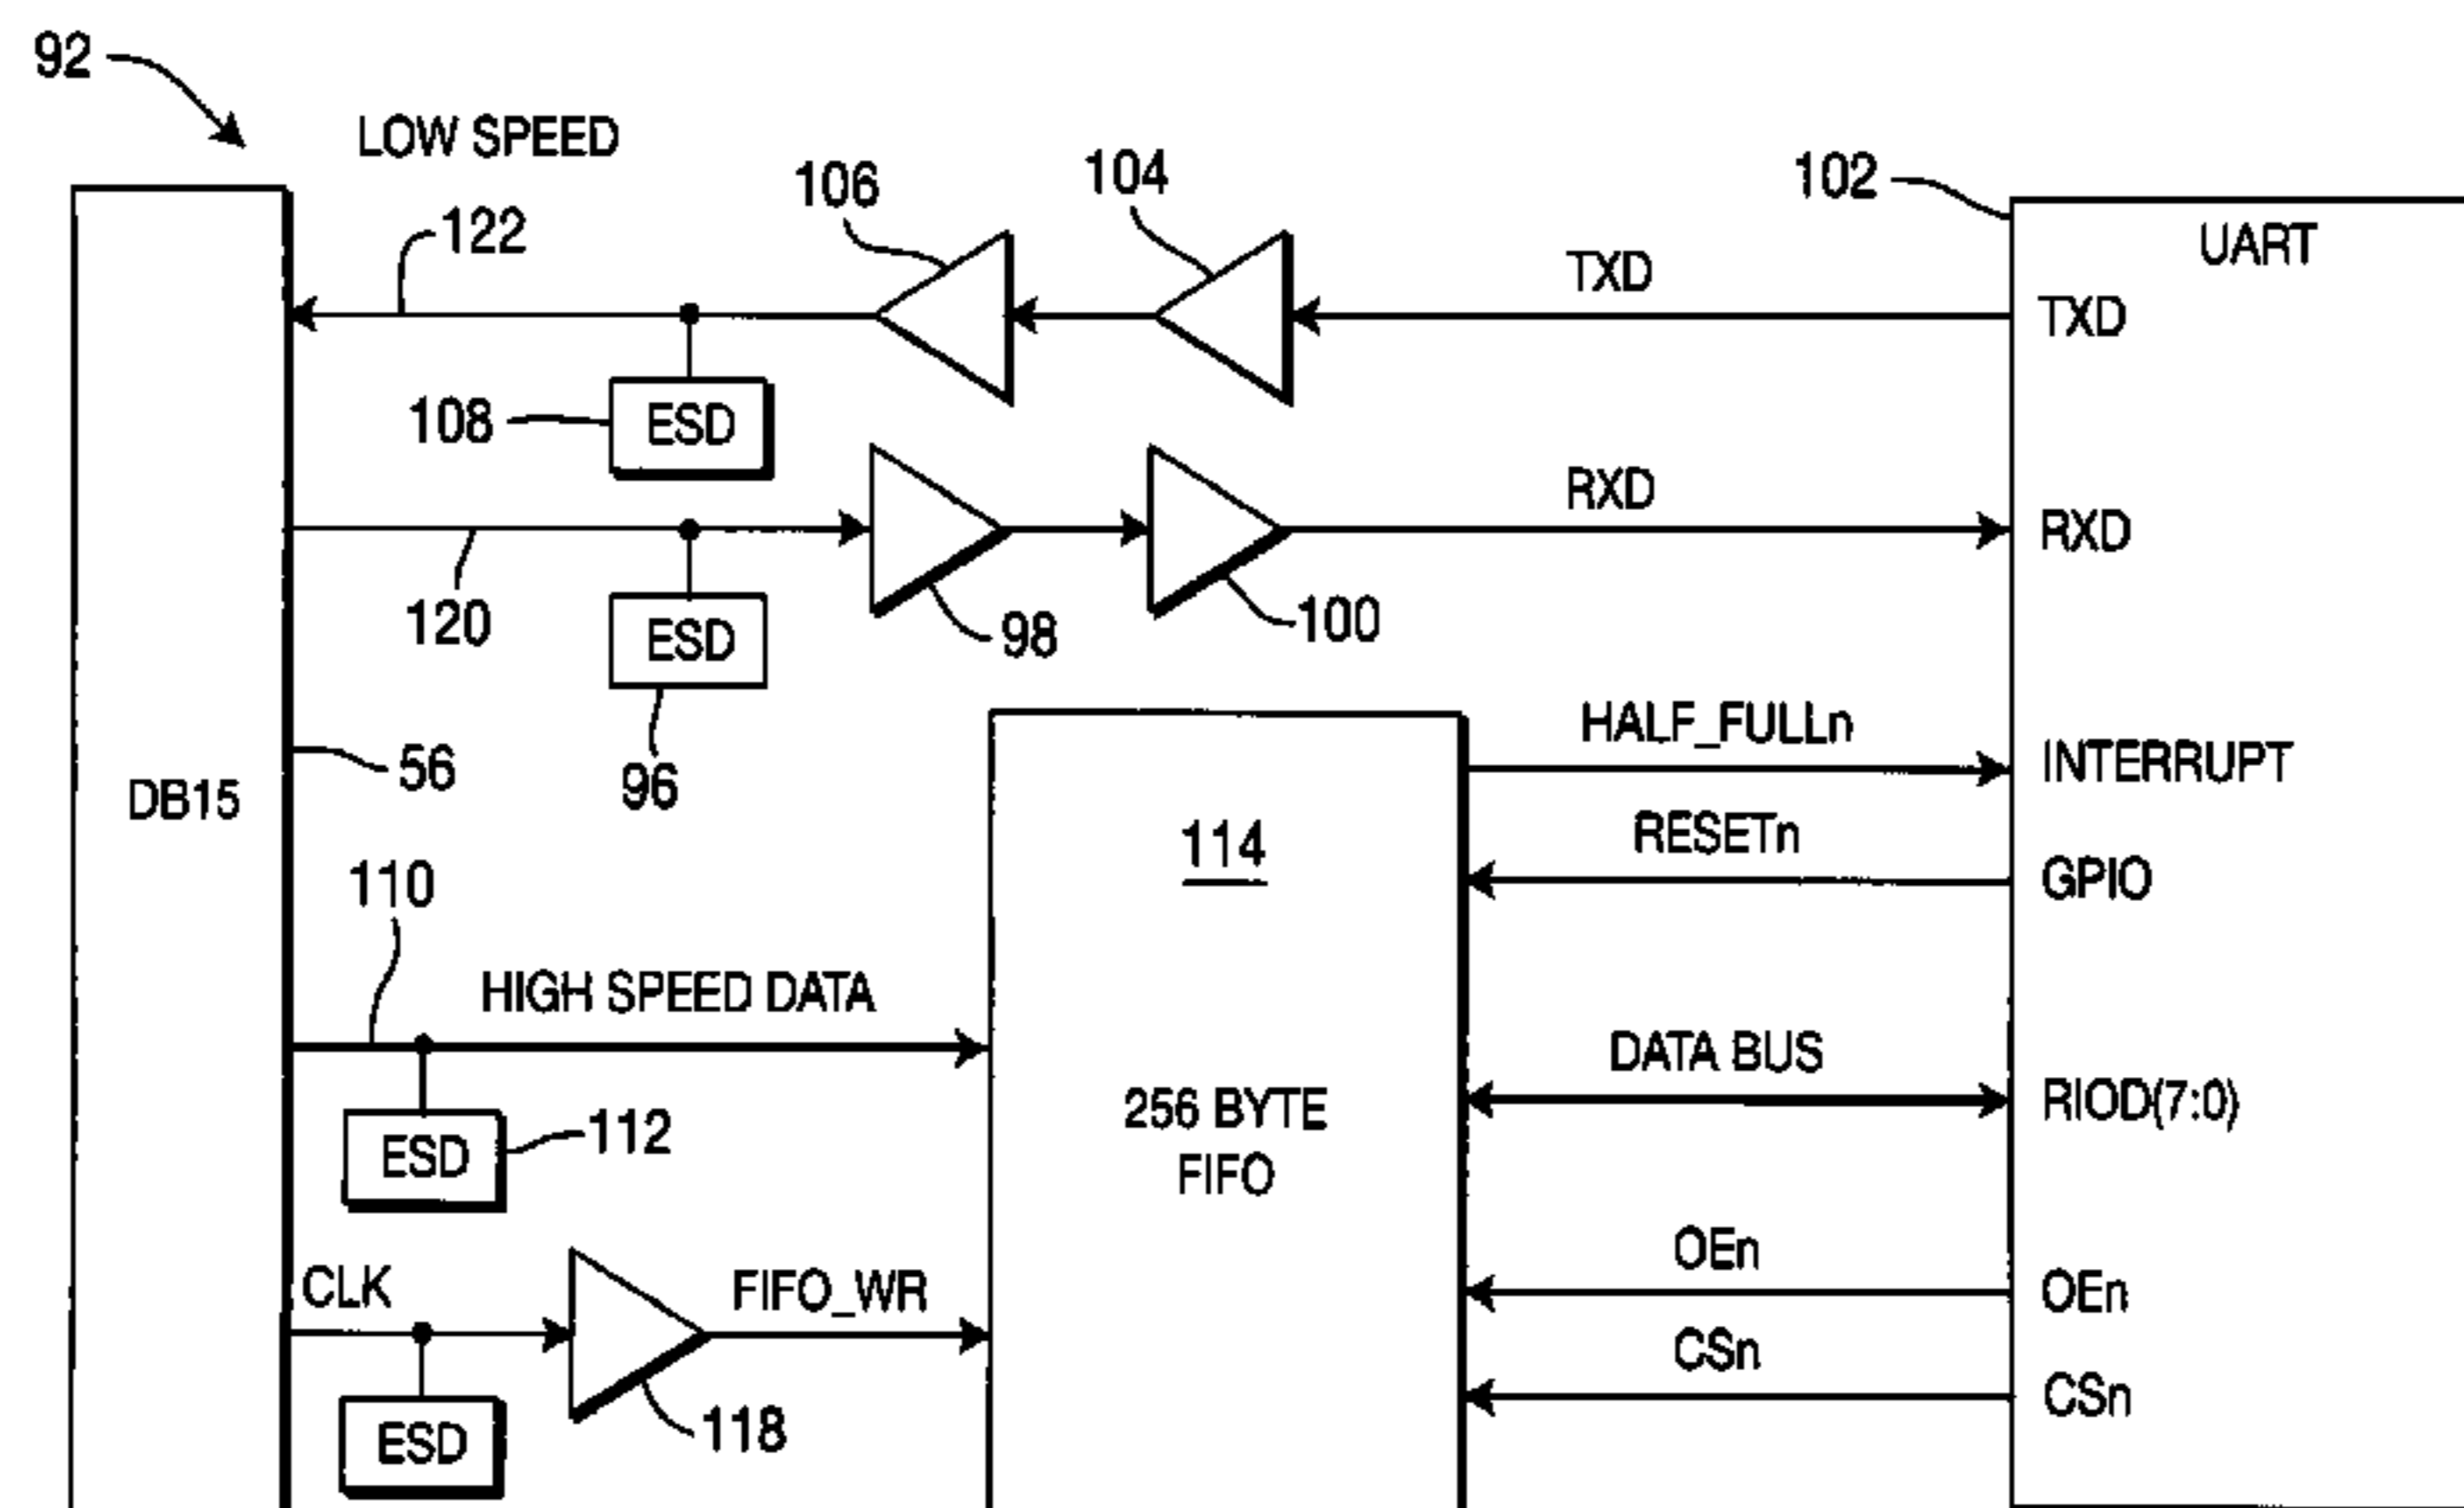 92
LOW SPEED
106
104
102
UART
122
TXD
TXD
108
ESD
RXD
RXD
120
ESD
98
100
96
56
DB15
HALF_FULLn
INTERRUPT
114
RESETn
GPIO
110
HIGH SPEED DATA
DATA BUS
RIOD(7:0)
256 BYTE
FIFO
ESD
112
OEn
OEn
CLK
FIFO_WR
CSn
CSn
ESD
118